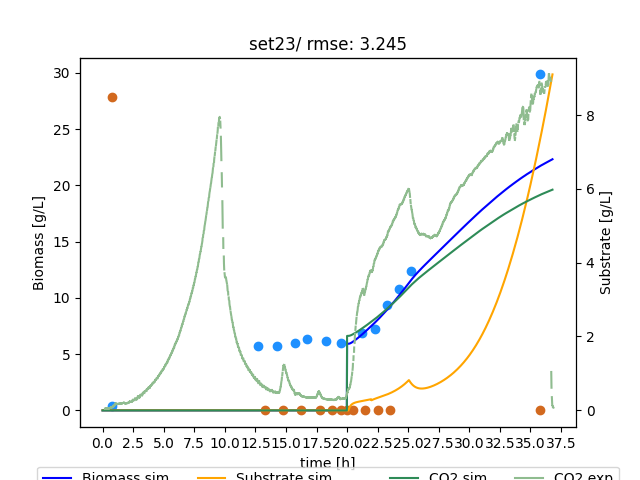 set23/ rmse: 3.245
30
25
20
15
10
5
0
Biomass [g/L]
8
6
4
2
0
Substrate [g/L]
0.0 2.5 5.0 7.5 10.0 12.5 15.0 17.5 20.0 22.5 25.0 27.5 30.0 32.5 35.0 37.5
time [h]
Biomass sim Substrate sim CO2 sim CO2 exp